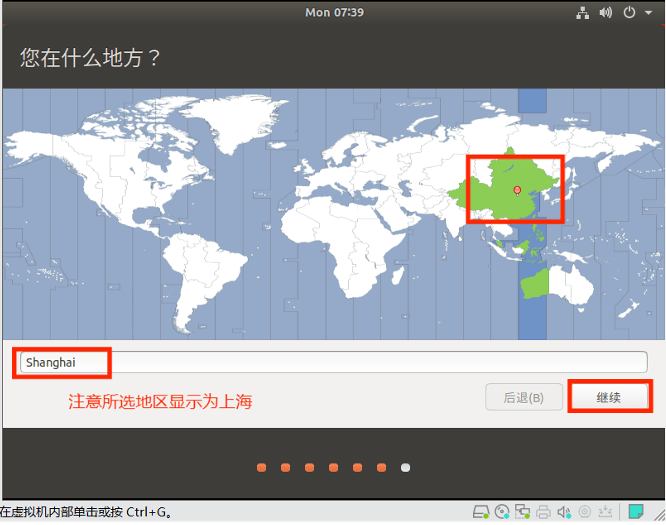 Mon 07:39
您在什么地方？
Shanghai
注意所选地区显示为上海
后退(B)
继续
在虚拟机内部单击或按 Ctrl+G。